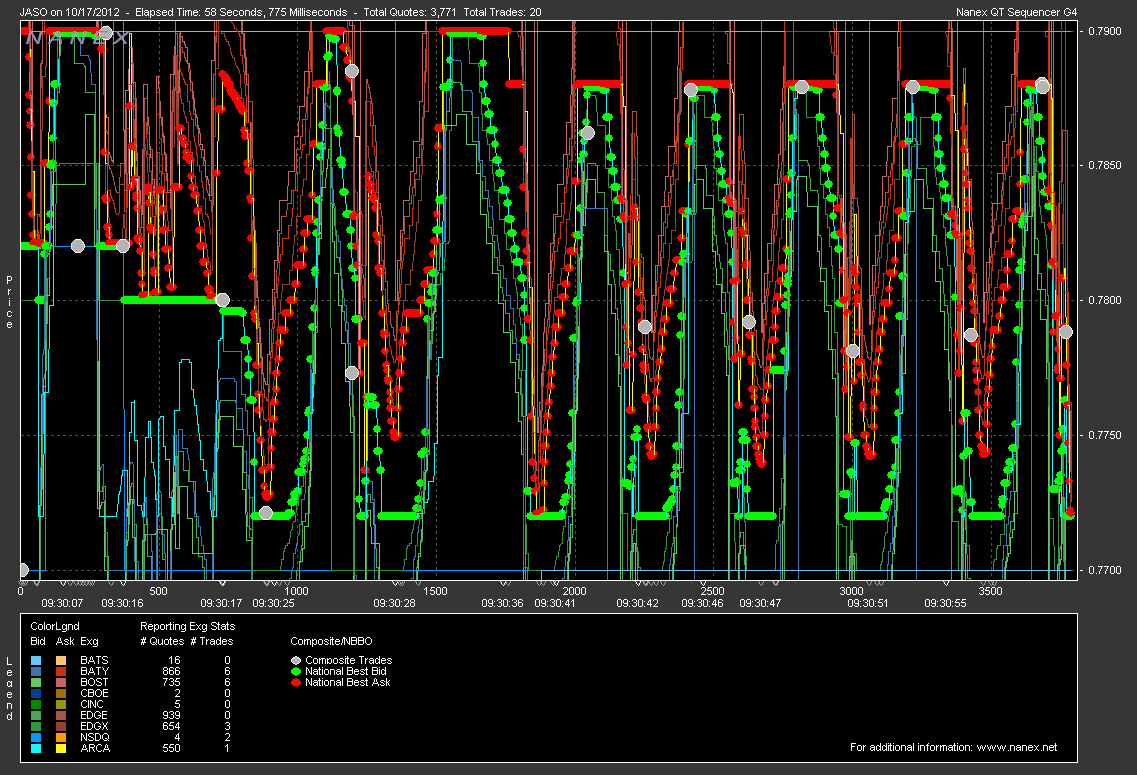 JASO on 10/17/2012 - Elapsed Time: 58 Seconds, 775 Milliseconds - Total Quotes: 3,771 Total Trades: 20
Nanex QT Sequencer G4
NANEX
0.7900
0.7850
0.7800
0.7750
0.7700
Price
0 500 1000 1500 2000 2500 3000 3500
09:30:07 09:30:16 09:30:17 09:30:25 09:30:28 09:30:36 09:30:41 09:30:42 09:30:46 09:30:47 09:30:51 09:30:55
Legend
ColorLgnd Reporting Exg Stats
Bid Ask Exg # Quotes # Trades Composite/NBBO
BATS 16 0 Composite Trades
BATY 866 6 National Best Bid
BOST 735 6 National Best Ask
CBOE 2 0
CINC 5 0
EDGE 939 0
EDGX 654 3
NSDQ 4 2
ARCA 550 1
For additional information: www.nanex.net